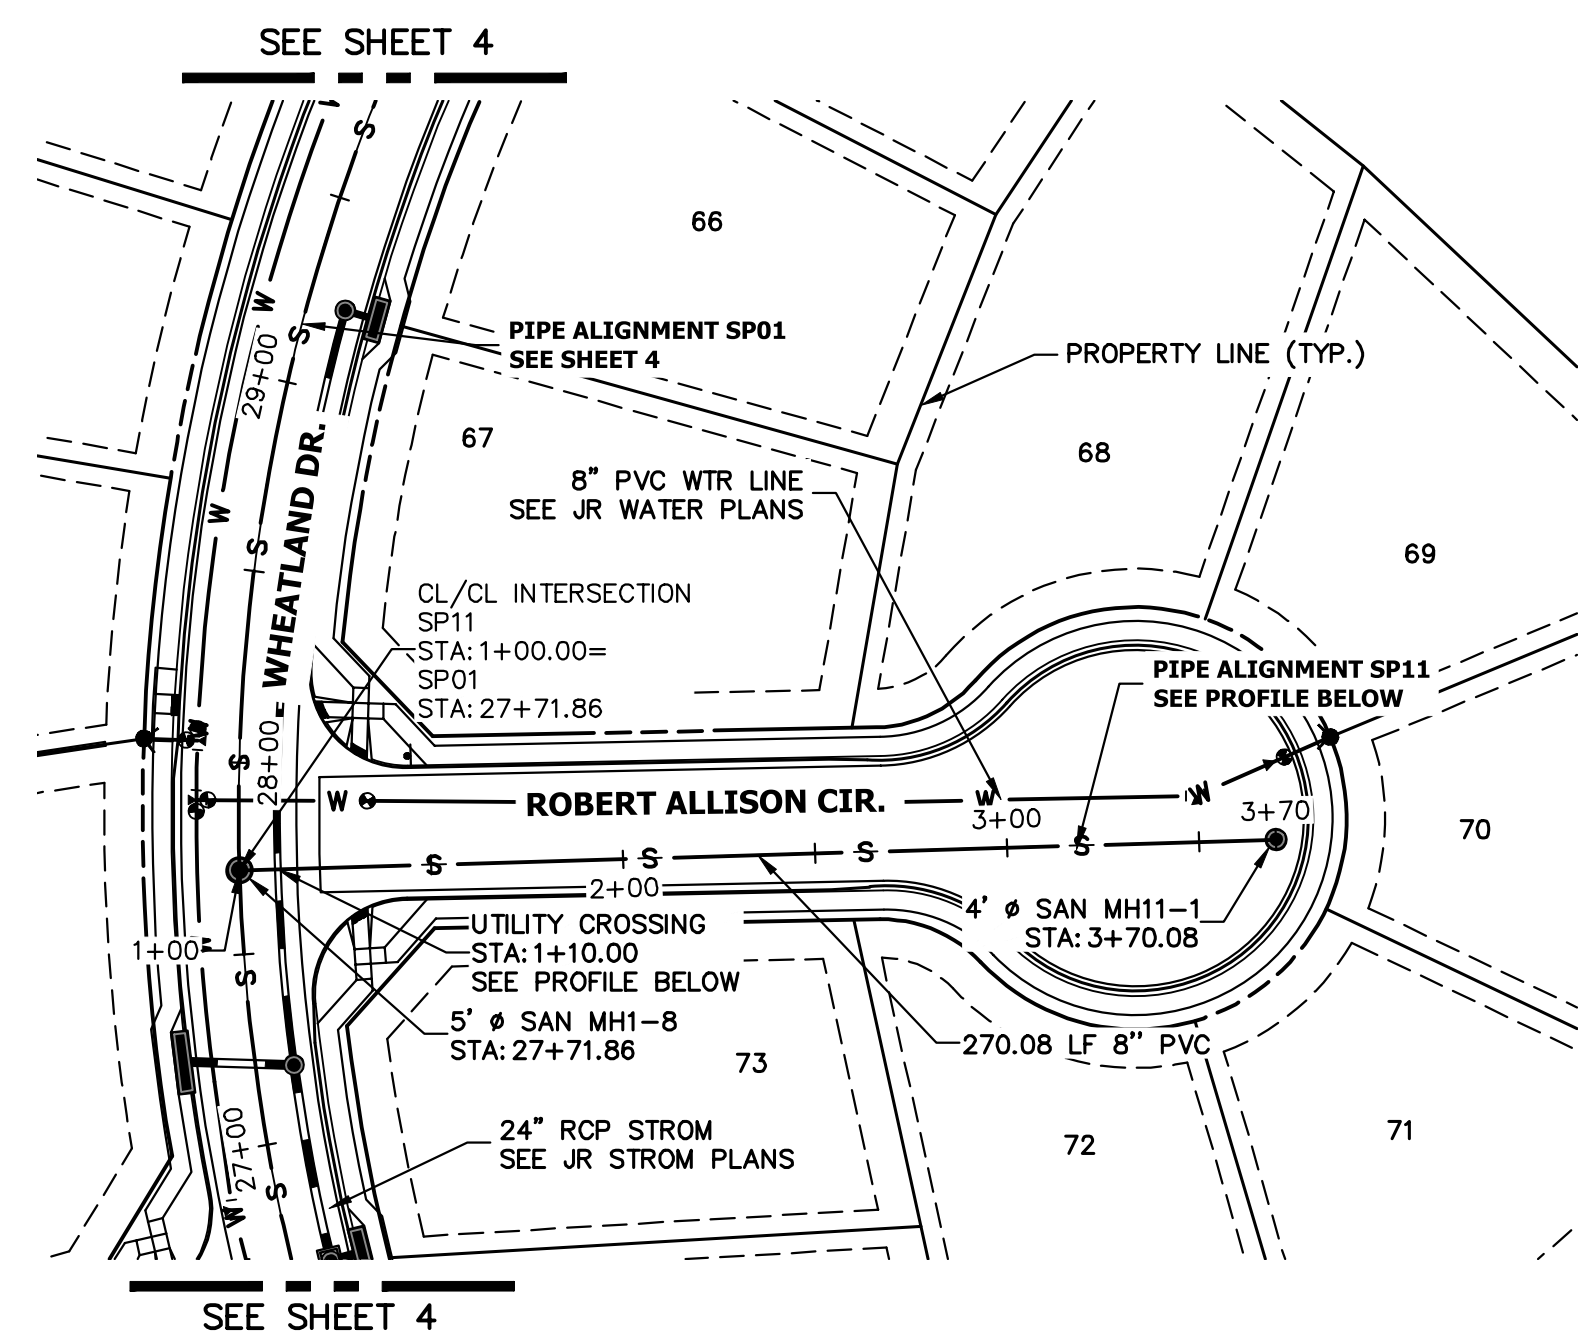 SEE SHEET 4
S
66
W
S
29+00
PIPE ALIGNMENT SP01
SEE SHEET 4
PROPERTY LINE (TYP.)
67
68
8" PVC WTR LINE
SEE JR WATER PLANS
W
S
WHEATLAND DR.
69
CL/CL INTERSECTION
SP11
STA: 1+00.00=
SP01
STA: 27+71.86
PIPE ALIGNMENT SP11
SEE PROFILE BELOW
W
S
28+00
W
ROBERT ALLISON CIR.
W
W
3+00
3+70
70
S
S
S
S
2+00
4' ø SAN MH11-1
STA: 3+70.08
UTILITY CROSSING
STA: 1+10.00
SEE PROFILE BELOW
1+00
S
5' ø SAN MH1-8
STA: 27+71.86
270.08 LF 8" PVC
73
24" RCP STROM
SEE JR STROM PLANS
72
71
27+00
S
W
SEE SHEET 4